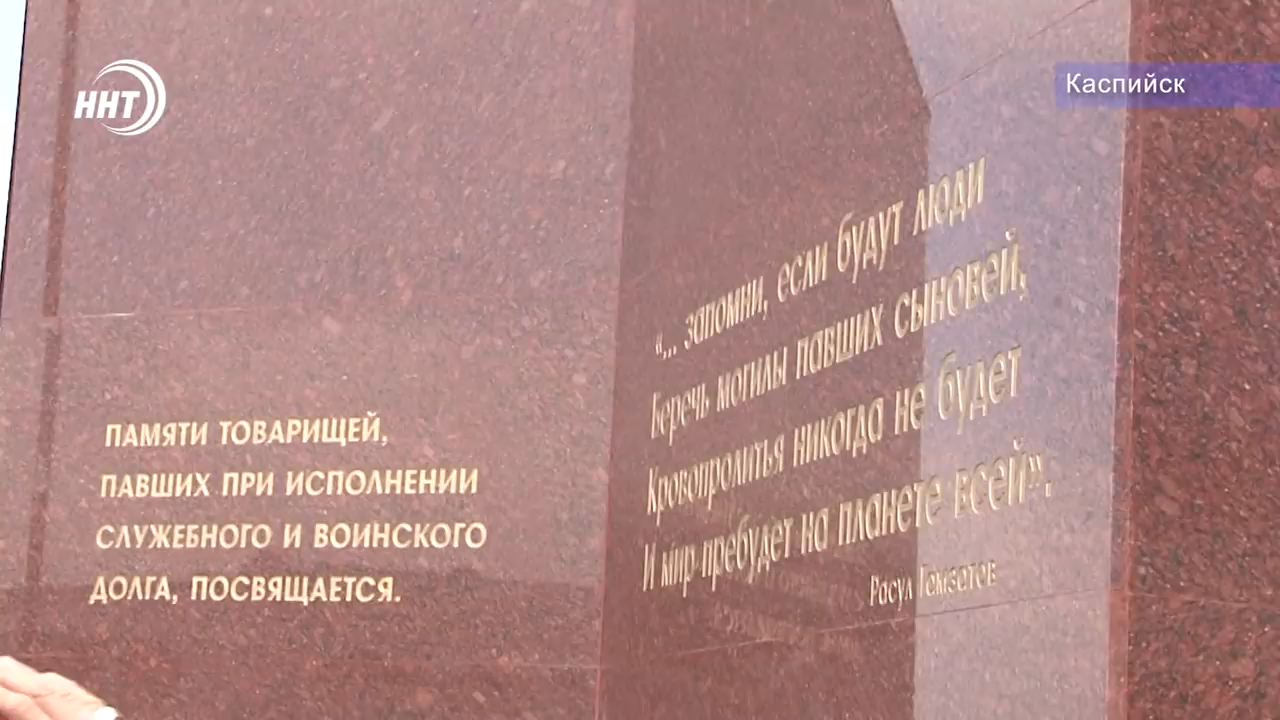 ННТ
Каспийск
ПАМЯТИ ТОВАРИЩЕЙ,
ПАВШИХ ПРИ ИСПОЛНЕНИИ
СЛУЖЕБНОГО И ВОИНСКОГО
ДОЛГА, ПОСВЯЩАЕТСЯ.
«... запомни, если будут люди
Беречь могилы павших сыновей,
Кровопролитья никогда не будет
И мир пребудет на планете всей».
Расул Гамзатов